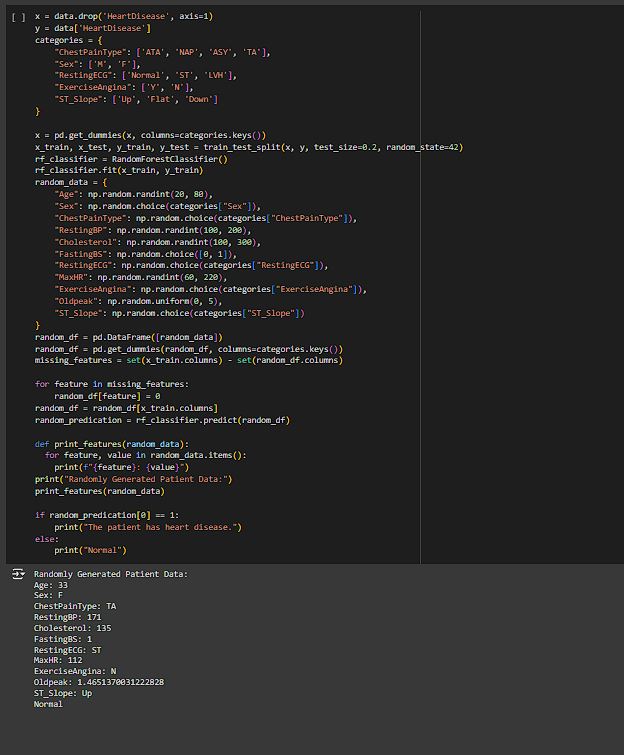 [ ] x = data.drop('HeartDisease', axis=1)
y = data['HeartDisease']
categories = {
    "ChestPainType": ['ATA', 'NAP', 'ASY', 'TA'],
    "Sex": ['M', 'F'],
    "RestingECG": ['Normal', 'ST', 'LVH'],
    "ExerciseAngina": ['Y', 'N'],
    "ST_Slope": ['Up', 'Flat', 'Down']
}
x = pd.get_dummies(x, columns=categories.keys())
x_train, x_test, y_train, y_test = train_test_split(x, y, test_size=0.2, random_state=42)
rf_classifier = RandomForestClassifier()
rf_classifier.fit(x_train, y_train)
random_data = {
    "Age": np.random.randint(20, 80),
    "Sex": np.random.choice(categories["Sex"]),
    "ChestPainType": np.random.choice(categories["ChestPainType"]),
    "RestingBP": np.random.randint(100, 200),
    "Cholesterol": np.random.randint(100, 300),
    "FastingBS": np.random.choice([0, 1]),
    "RestingECG": np.random.choice(categories["RestingECG"]),
    "MaxHR": np.random.randint(60, 220),
    "ExerciseAngina": np.random.choice(categories["ExerciseAngina"]),
    "Oldpeak": np.random.uniform(0, 5),
    "ST_Slope": np.random.choice(categories["ST_Slope"])
}
random_df = pd.DataFrame([random_data])
random_df = pd.get_dummies(random_df, columns=categories.keys())
missing_features = set(x_train.columns) - set(random_df.columns)
for feature in missing_features:
    random_df[feature] = 0
random_df = random_df[x_train.columns]
random_predication = rf_classifier.predict(random_df)
def print_features(random_data):
  for feature, value in random_data.items():
    print(f"{feature}: {value}")
print("Randomly Generated Patient Data:")
print_features(random_data)
if random_predication[0] == 1:
    print("The patient has heart disease.")
else:
    print("Normal")
Randomly Generated Patient Data:
Age: 33
Sex: F
ChestPainType: TA
RestingBP: 171
Cholesterol: 135
FastingBS: 1
RestingECG: ST
MaxHR: 112
ExerciseAngina: N
Oldpeak: 1.4651370031222828
ST_Slope: Up
Normal